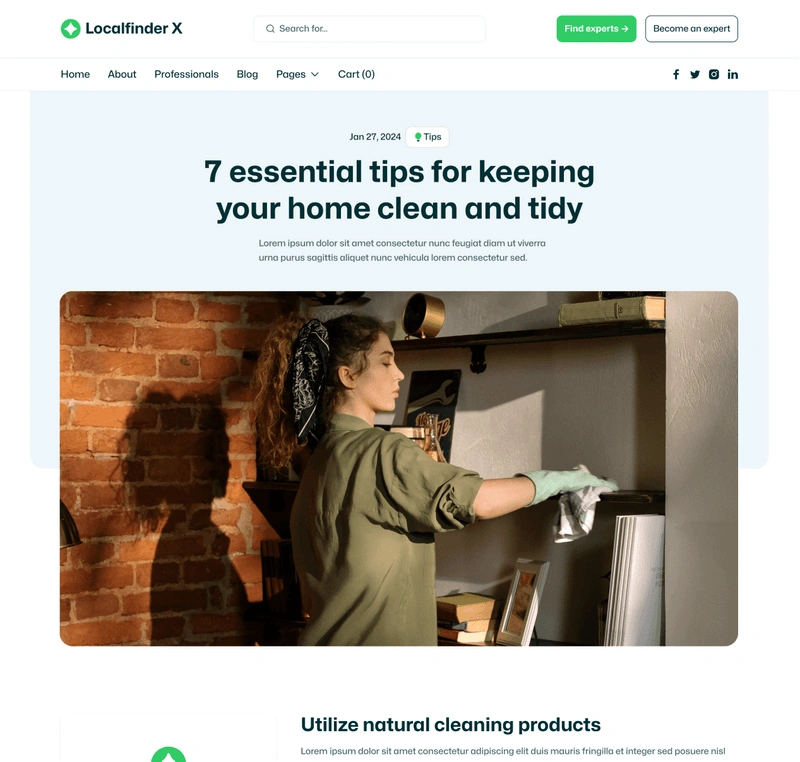 Localfinder X
Search for...
Find experts →
Become an expert
Home
About
Professionals
Blog
Pages
Cart (0)
Jan 27, 2024
Tips
7 essential tips for keeping
your home clean and tidy
Lorem ipsum dolor sit amet consectetur nunc feugiat diam ut viverra
urna purus sagittis aliquet nunc vehicula lorem consectetur sed.
Utilize natural cleaning products
Lorem ipsum dolor sit amet consectetur adipiscing elit duis mauris fringilla et integer sed posuere nisl